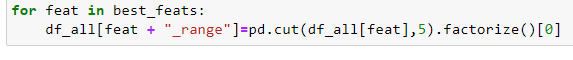 for feat in best_feats:
    df_all[feat + "_range"]=pd.cut(df_all[feat],5).factorize()[0]